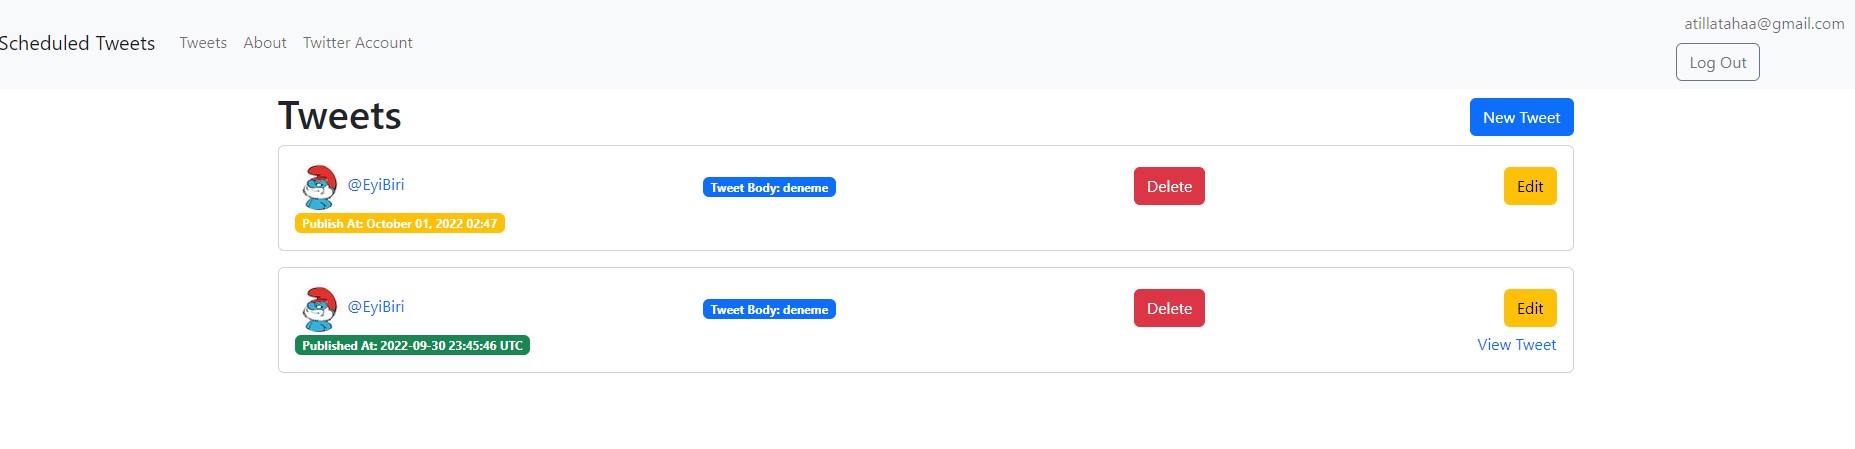 Scheduled Tweets Tweets About Twitter Account
atillatahaa@gmail.com
Log Out
Tweets
New Tweet
@EyiBiri
Publish At: October 01, 2022 02:47
Tweet Body: deneme
Delete
Edit
@EyiBiri
Published At: 2022-09-30 23:45:46 UTC
Tweet Body: deneme
Delete
Edit
View Tweet